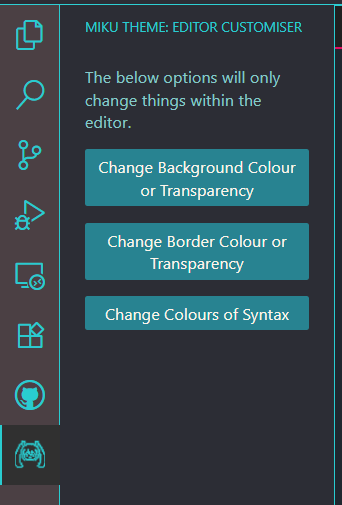 MIKU THEME: EDITOR CUSTOMISER
The below options will only
change things within the
editor.
Change Background Colour
or Transparency
Change Border Colour or
Transparency
Change Colours of Syntax